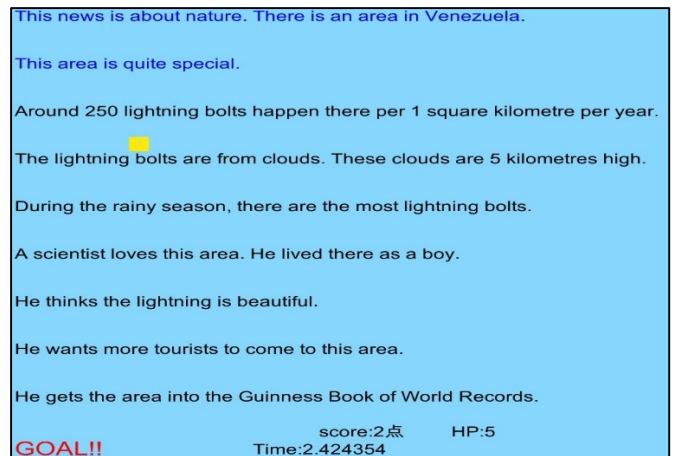 This news is about nature. There is an area in Venezuela.
This area is quite special.
Around 250 lightning bolts happen there per 1 square kilometre per year.
The lightning bolts are from clouds. These clouds are 5 kilometres high.
During the rainy season, there are the most lightning bolts.
A scientist loves this area. He lived there as a boy.
He thinks the lightning is beautiful.
He wants more tourists to come to this area.
He gets the area into the Guinness Book of World Records.
score:2点 HP:5
GOAL!! Time:2.424354